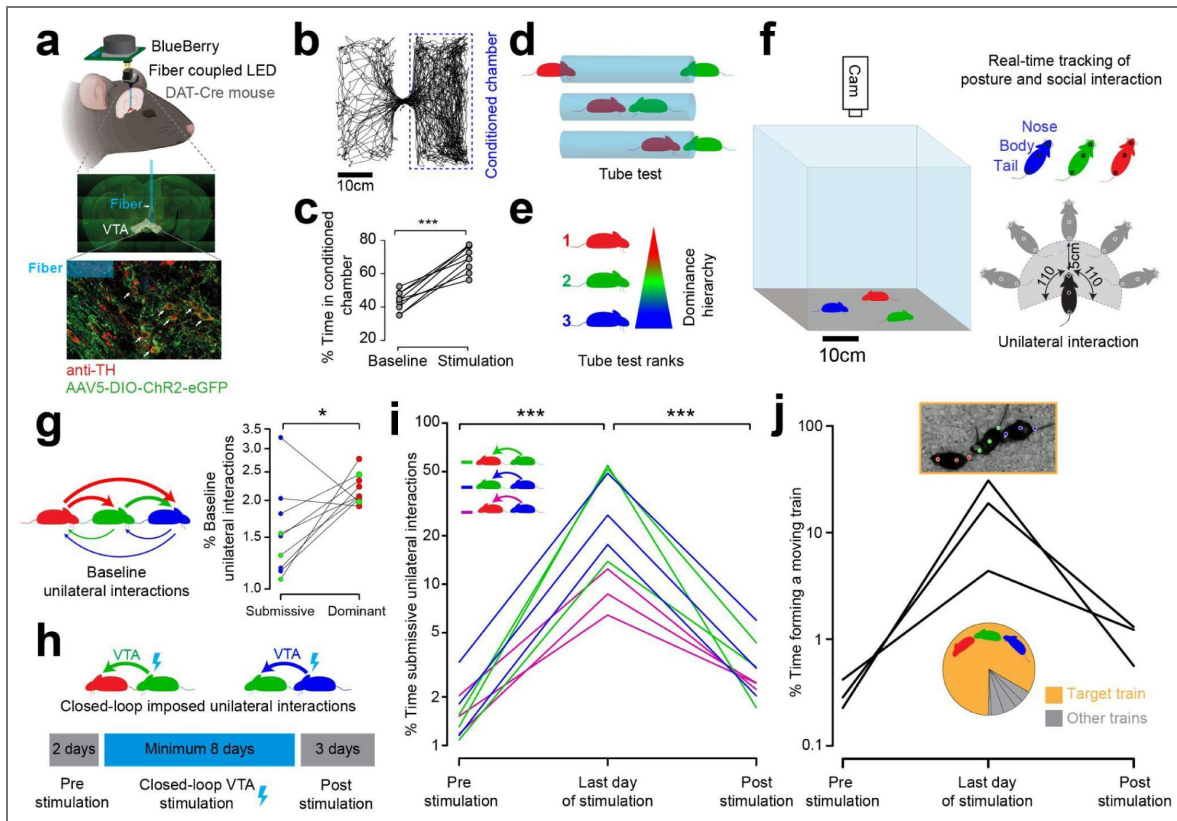 a
BlueBerry
Fiber coupled LED
DAT-Cre mouse
Fiber
VTA
Fiber
anti-TH
AAV5-DIO-ChR2-eGFP
b
Conditioned chamber
10cm
c
***
% Time in conditioned
chamber
80
60
40
20
Baseline
Stimulation
d
Tube test
e
1
2
3
Dominance
hierarchy
Tube test ranks
f
Cam
Real-time tracking of
posture and social interaction
Nose
Body
Tail
5cm
110
110
10cm
Unilateral interaction
g
Baseline
unilateral interactions
*
% Baseline
unilateral interactions
3.5
3.0
2.5
2.0
1.5
1.0
Submissive
Dominant
h
VTA
VTA
Closed-loop imposed unilateral interactions
2 days
Minimum 8 days
3 days
Pre
stimulation
Closed-loop VTA
stimulation
Post
stimulation
i
***
***
% Time submissive unilateral interactions
100
50
20
10
5
2
1
Pre
stimulation
Last day
of stimulation
Post
stimulation
j
% Time forming a moving train
100
10
1
0.1
Target train
Other trains
Pre
stimulation
Last day
of stimulation
Post
stimulation